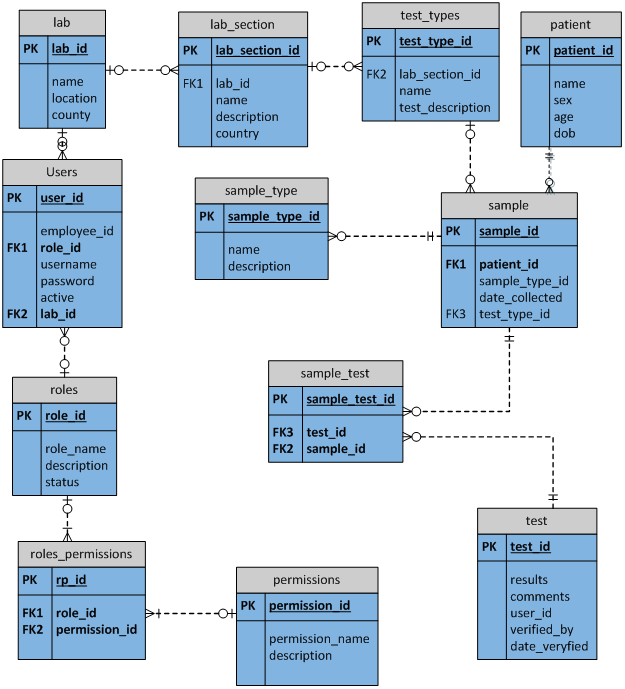 lab
PK lab_id
name
location
county
lab_section
PK lab_section_id
FK1 lab_id
name
description
country
test_types
PK test_type_id
FK2 lab_section_id
name
test_description
patient
PK patient_id
name
sex
age
dob
Users
PK user_id
employee_id
FK1 role_id
username
password
active
FK2 lab_id
sample_type
PK sample_type_id
name
description
sample
PK sample_id
FK1 patient_id
sample_type_id
date_collected
FK3 test_type_id
roles
PK role_id
role_name
description
status
sample_test
PK sample_test_id
FK3 test_id
FK2 sample_id
roles_permissions
PK rp_id
FK1 role_id
FK2 permission_id
permissions
PK permission_id
permission_name
description
test
PK test_id
results
comments
user_id
verified_by
date_veryfied